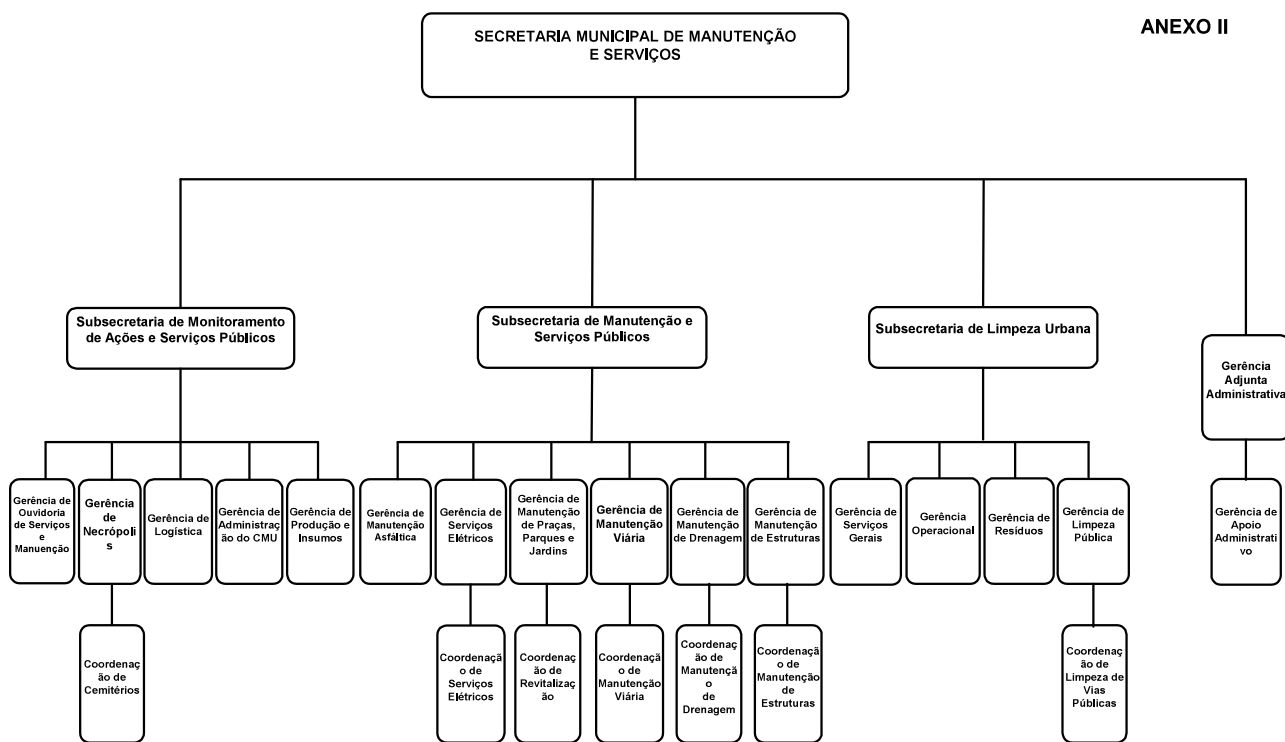 ANEXO II
SECRETARIA MUNICIPAL DE MANUTENÇÃO
E SERVIÇOS
Subsecretaria de Monitoramento
de Ações e Serviços Públicos
Subsecretaria de Manutenção e
Serviços Públicos
Subsecretaria de Limpeza Urbana
Gerência
Adjunta
Administrativa
Gerência de
Ouvidoria
de Serviços
e
Manuenção
Gerência
de
Necrópoli
s
Gerência de
Logística
Gerência de
Administraç
ão do CMU
Gerência de
Produção e
Insumos
Gerência de
Manutenção
Asfáltica
Gerência de
Serviços
Elétricos
Gerência de
Manutenção
de Praças,
Parques e
Jardins
Gerência de
Manutenção
Viária
Gerência de
Manutenção
de Drenagem
Gerência de
Manutenção
de Estruturas
Gerência de
Serviços
Gerais
Gerência
Operacional
Gerência de
Resíduos
Gerência de
Limpeza
Pública
Gerência de
Apoio
Administrati
vo
Coordenaç
ão de
Cemitérios
Coordenaçã
o de
Serviços
Elétricos
Coordenaç
ão de
Revitalizaç
ão
Coordenaçã
o de
Manutenção
Viária
Coordenaç
ão de
Manutençã
o
de
Drenagem
Coordenaçã
o de
Manutenção
de
Estruturas
Coordenaç
ão de
Limpeza de
Vias
Públicas